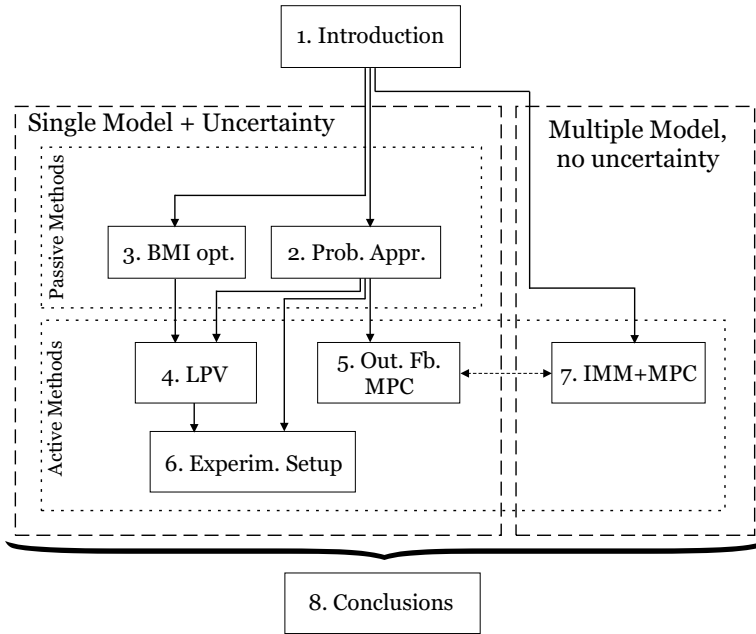 1. Introduction
Single Model + Uncertainty
Multiple Model,
no uncertainty
Passive Methods
3. BMI opt.
2. Prob. Appr.
Active Methods
4. LPV
5. Out. Fb.
MPC
7. IMM+MPC
6. Experim. Setup
8. Conclusions